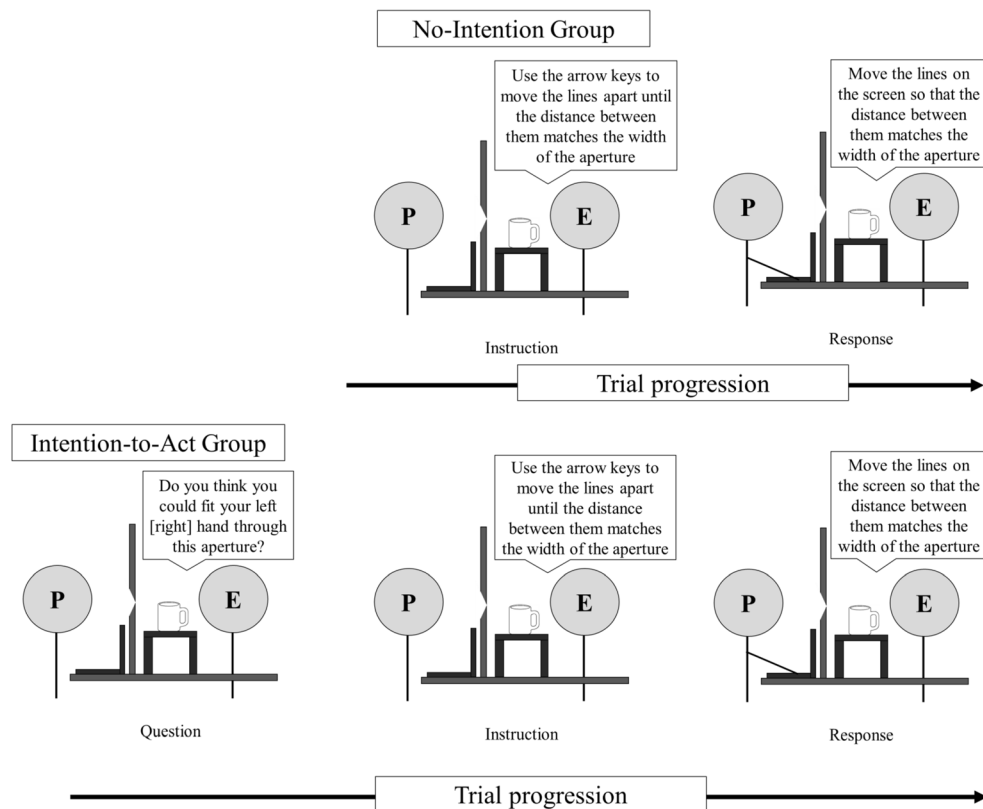 No-Intention Group
Use the arrow keys to
move the lines apart until
the distance between
them matches the width
of the aperture
Move the lines on
the screen so that the
distance between
them matches the
width of the aperture
P
E
P
E
Instruction
Response
Trial progression
Intention-to-Act Group
Do you think you
could fit your left
[right] hand through
this aperture?
Use the arrow keys to
move the lines apart
until the distance
between them matches
the width of the aperture
Move the lines on
the screen so that the
distance between
them matches the
width of the aperture
P
E
P
E
P
E
Question
Instruction
Response
Trial progression